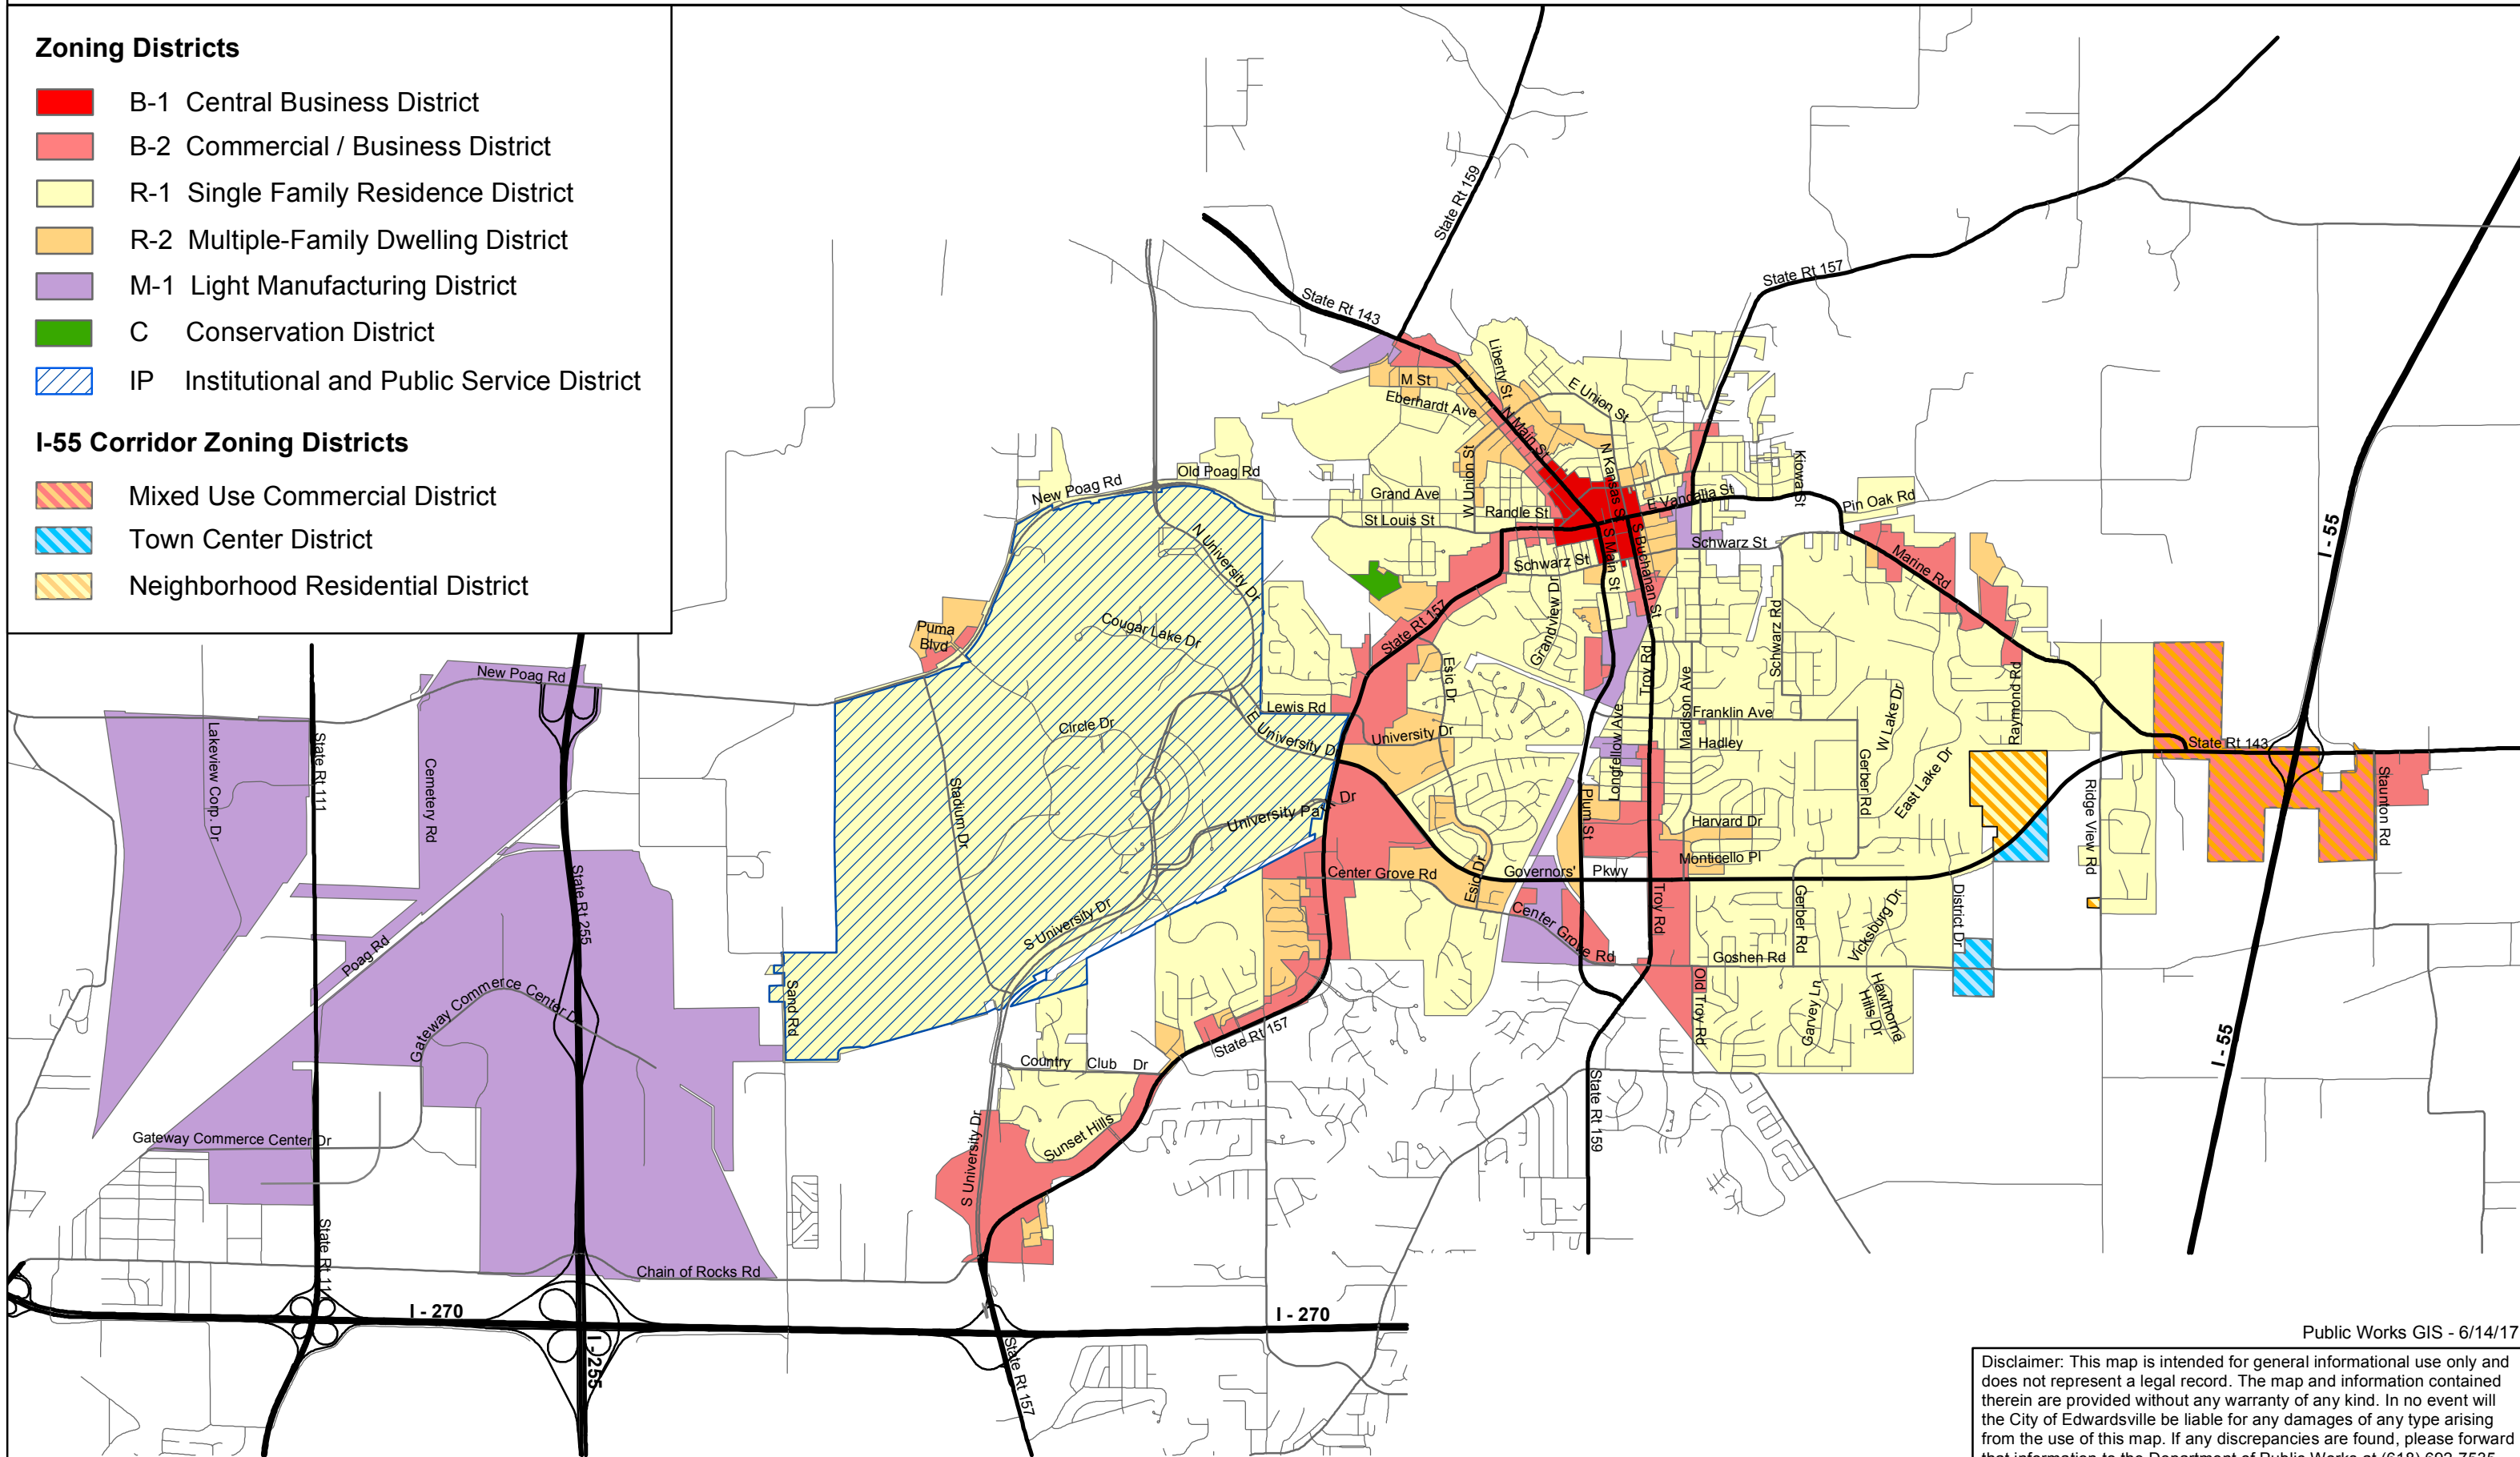 Zoning Districts
B-1 Central Business District
B-2 Commercial / Business District
R-1 Single Family Residence District
R-2 Multiple-Family Dwelling District
M-1 Light Manufacturing District
C Conservation District
IP Institutional and Public Service District
I-55 Corridor Zoning Districts
Mixed Use Commercial District
Town Center District
Neighborhood Residential District
State Rt 159
State Rt 143
State Rt 157
Liberty St
M St
Eberhardt Ave
E Union St
N Main St
N Kansas St
W Union St
Kiowa St
Old Poag Rd
New Poag Rd
Grand Ave
St Louis St
Randle St
E Vandalia St
Pin Oak Rd
N University Dr
Schwarz St
S Main St
S Buchanan St
Schwarz St
Marine Rd
I - 55
Puma
Blvd
Cougar Lake Dr
State Rt 157
Grandview Dr
Esic Dr
Troy Rd
Madison Ave
Schwarz Rd
W Lake Dr
Raymond Rd
New Poag Rd
Lewis Rd
Circle Dr
E University Dr
University Dr
Longfellow Ave
Franklin Ave
Hadley
State Rt 143
Lakeview Corp. Dr
State Rt 111
Cemetery Rd
Stadium Dr
University Park Dr
Plum St
Gerber Rd
East Lake Dr
Ridge View Rd
Staunton Rd
Harvard Dr
Monticello Pl
Center Grove Rd
Esic Dr
Governors' Pkwy
State Rt 255
S University Dr
Center Grove Rd
Troy Rd
Gerber Rd
Vicksburg Dr
District Dr
Poag Rd
Goshen Rd
Sand Rd
Gateway Commerce Center Dr
Old Troy Rd
Garvey Ln
Hawthorne
Hills Dr
State Rt 157
Country Club Dr
I - 55
State Rt 159
Gateway Commerce Center Dr
Sunset Hills
S University Dr
State Rt 111
Chain of Rocks Rd
I - 270
I - 270
I - 255
State Rt 157
Public Works GIS - 6/14/17
Disclaimer: This map is intended for general informational use only and
does not represent a legal record. The map and information contained
therein are provided without any warranty of any kind. In no event will
the City of Edwardsville be liable for any damages of any type arising
from the use of this map. If any discrepancies are found, please forward
that information to the Department of Public Works at (618) 692-7535